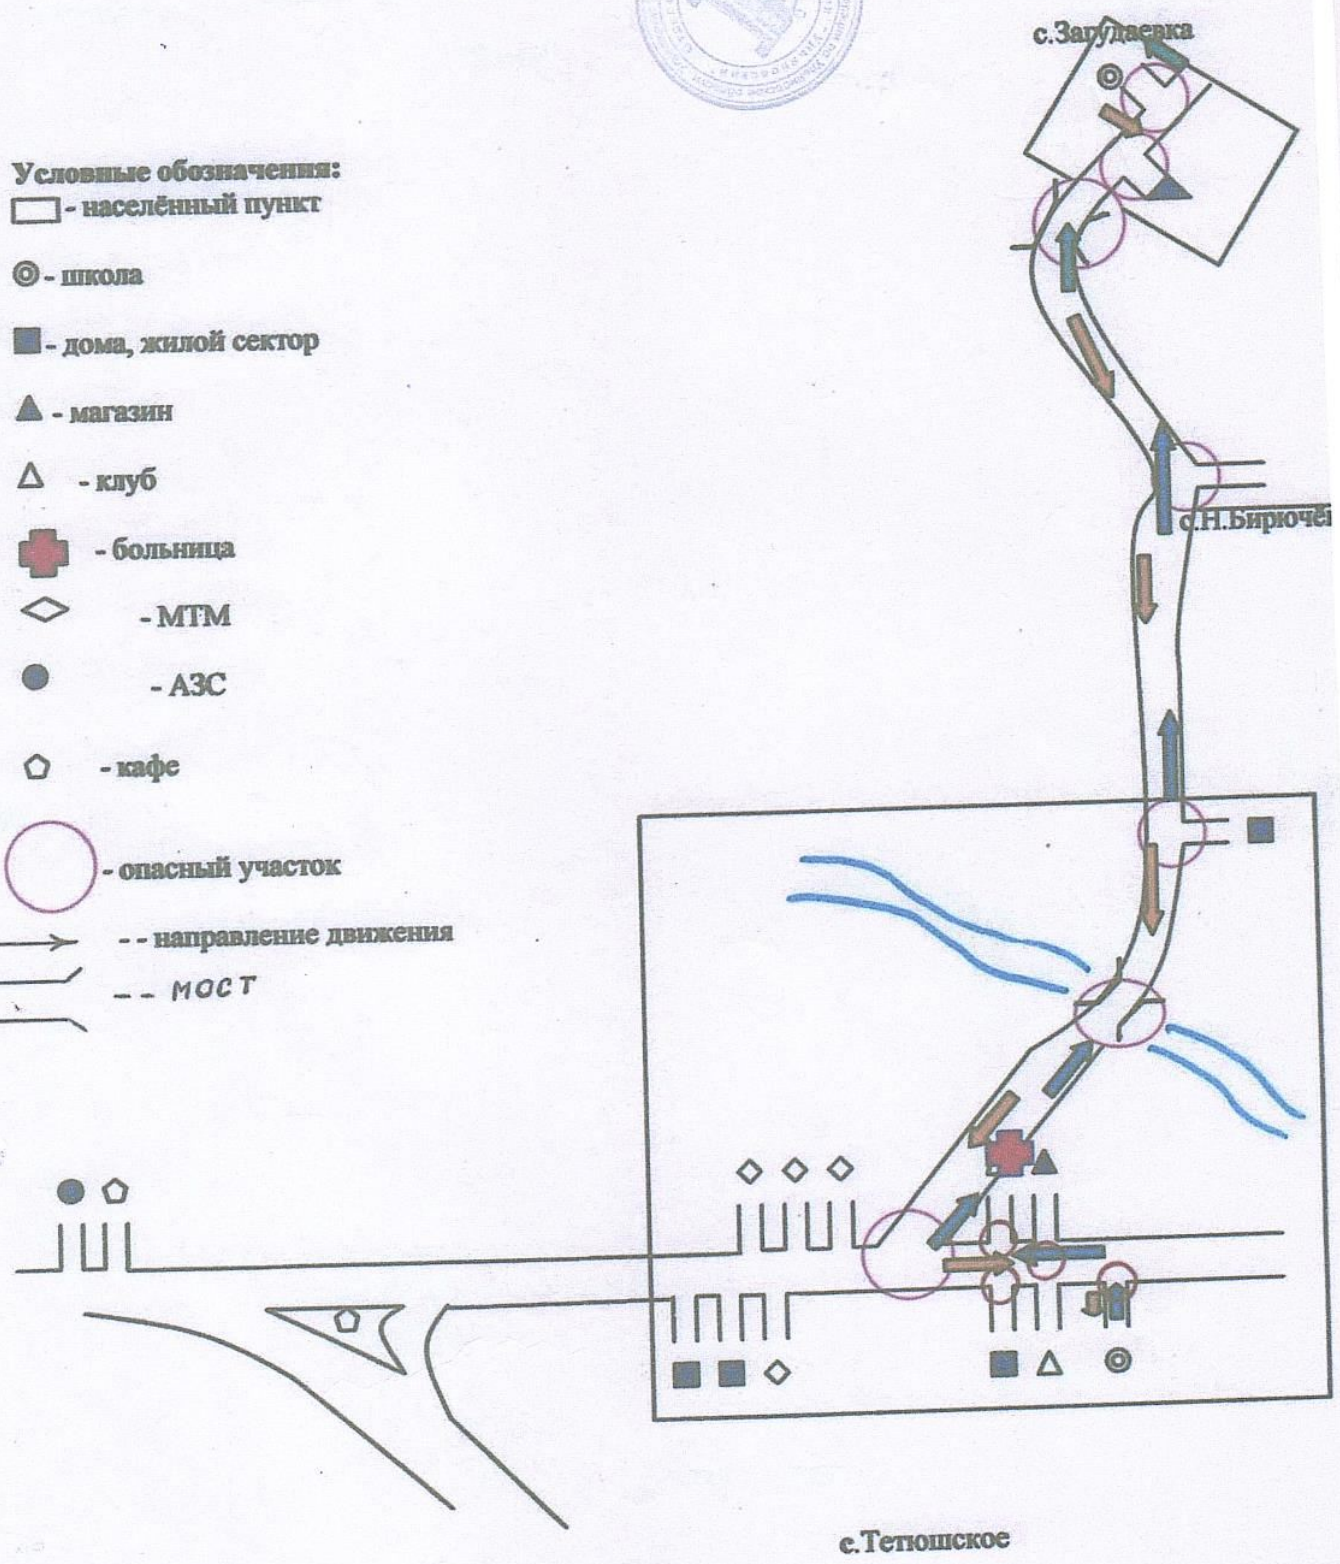 с.Загудаевка
Условные обозначения:
- населённый пункт
- школа
- дома, жилой сектор
- магазин
- клуб
- больница
с.Н.Бирючё
- МТМ
- АЗС
- кафе
- опасный участок
- - направление движения
-- мост
с.Тетюшское